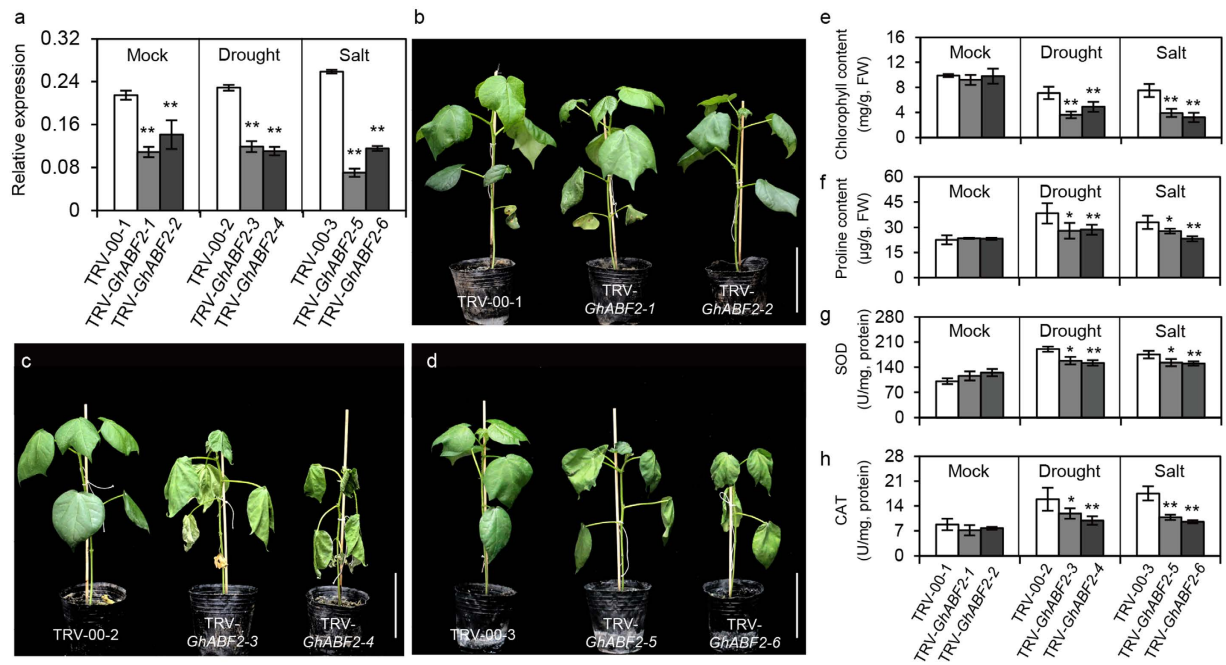 a
Relative expression
0.32
0.24
0.16
0.08
0
Mock
Drought
Salt
**
**
**
**
**
**
TRV-00-1
TRV-GhABF2-1
TRV-GhABF2-2
TRV-00-2
TRV-GhABF2-3
TRV-GhABF2-4
TRV-00-3
TRV-GhABF2-5
TRV-GhABF2-6
b
TRV-00-1
TRV-
GhABF2-1
TRV-
GhABF2-2
c
TRV-00-2
TRV-
GhABF2-3
TRV-
GhABF2-4
d
TRV-00-3
TRV-
GhABF2-5
TRV-
GhABF2-6
e
Chlorophyll content
(mg/g, FW)
16
12
8
4
0
Mock
Drought
Salt
**
**
**
**
f
Proline content
(µg/g, FW)
60
45
30
15
0
Mock
Drought
Salt
*
**
*
**
g
SOD
(U/mg, protein)
280
210
140
70
0
Mock
Drought
Salt
*
**
*
**
h
CAT
(U/mg, protein)
28
21
14
7
0
Mock
Drought
Salt
*
**
**
**
TRV-00-1
TRV-GhABF2-1
TRV-GhABF2-2
TRV-00-2
TRV-GhABF2-3
TRV-GhABF2-4
TRV-00-3
TRV-GhABF2-5
TRV-GhABF2-6